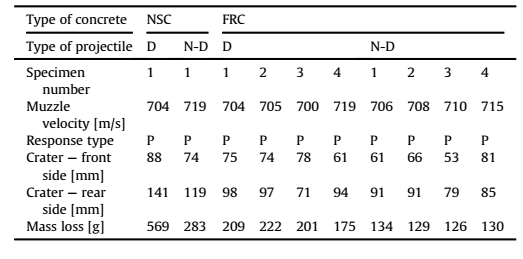 Type of concrete NSC FRC
Type of projectile D N-D D N-D
Specimen 1 1 1 2 3 4 1 2 3 4
number
Muzzle 704 719 704 705 700 719 706 708 710 715
velocity [m/s]
Response type P P P P P P P P P P
Crater – front 88 74 75 74 78 61 61 66 53 81
side [mm]
Crater – rear 141 119 98 97 71 94 91 91 79 85
side [mm]
Mass loss [g] 569 283 209 222 201 175 134 129 126 130